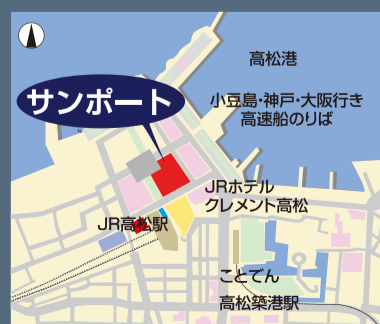 高松港
サンポート
小豆島・神戸・大阪行き
高速船のりば
JRホテル
クレメント高松
JR高松駅
ことでん
高松築港駅